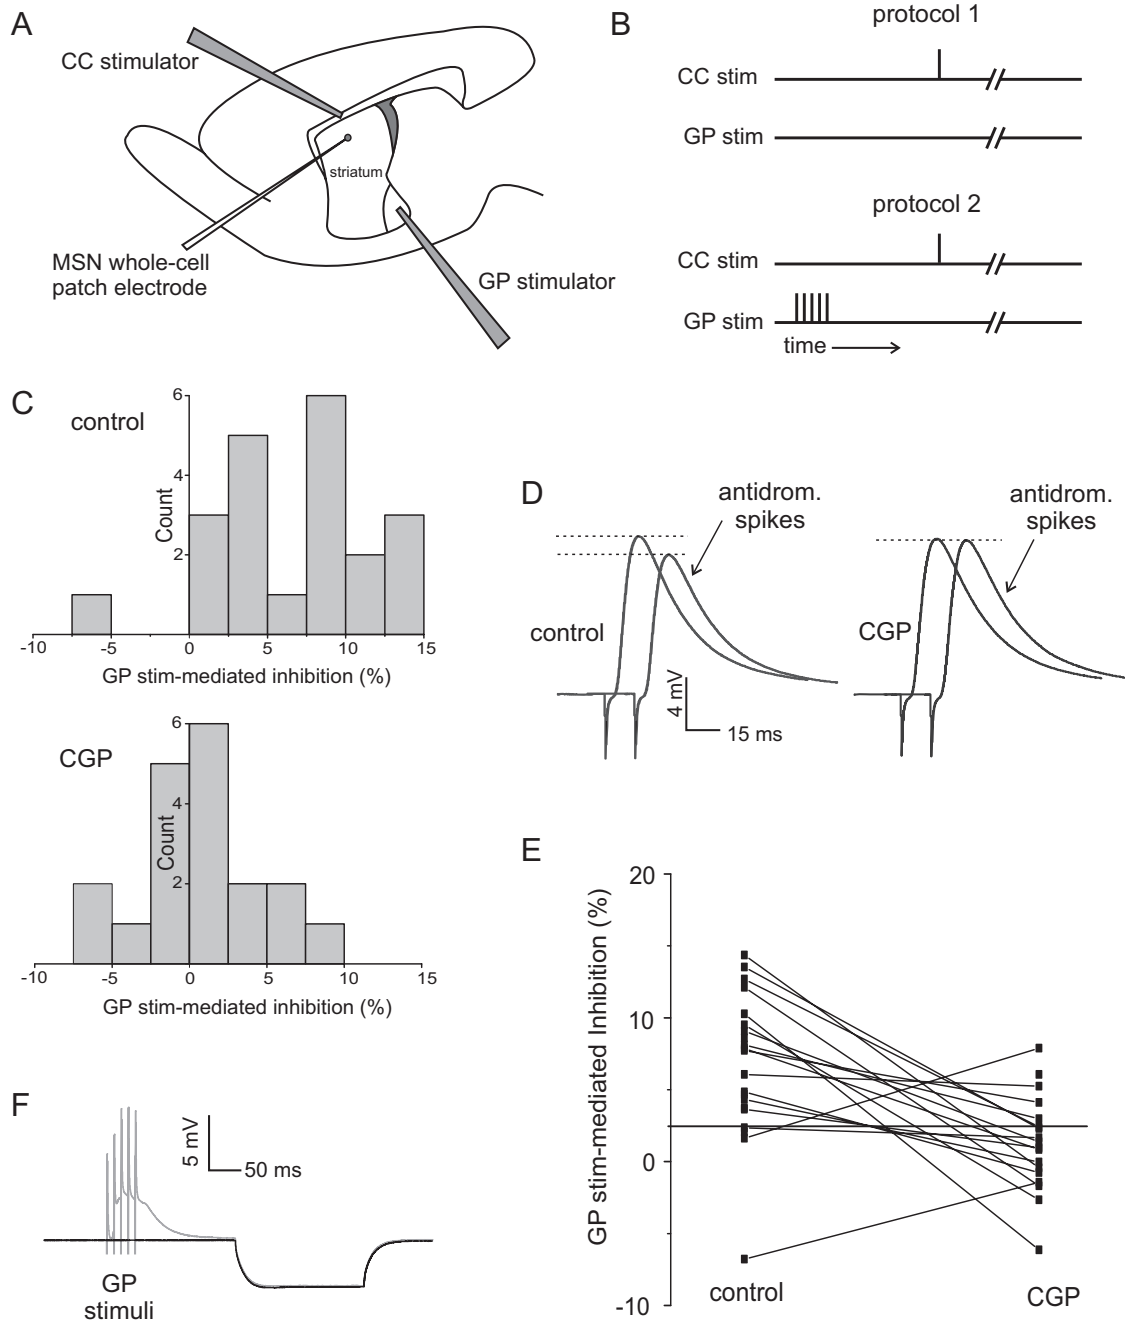 A
CC stimulator
striatum
MSN whole-cell
patch electrode
GP stimulator
B
protocol 1
CC stim
GP stim
protocol 2
CC stim
GP stim
time
C
control
Count
6
4
2
-10 -5 0 5 10 15
GP stim-mediated inhibition (%)
CGP
Count
6
4
2
-10 -5 0 5 10 15
GP stim-mediated inhibition (%)
D
antidrom.
spikes
control
4 mV
15 ms
antidrom.
spikes
CGP
E
GP stim-mediated Inhibition (%)
20
10
0
-10
control
CGP
F
5 mV
50 ms
GP
stimuli